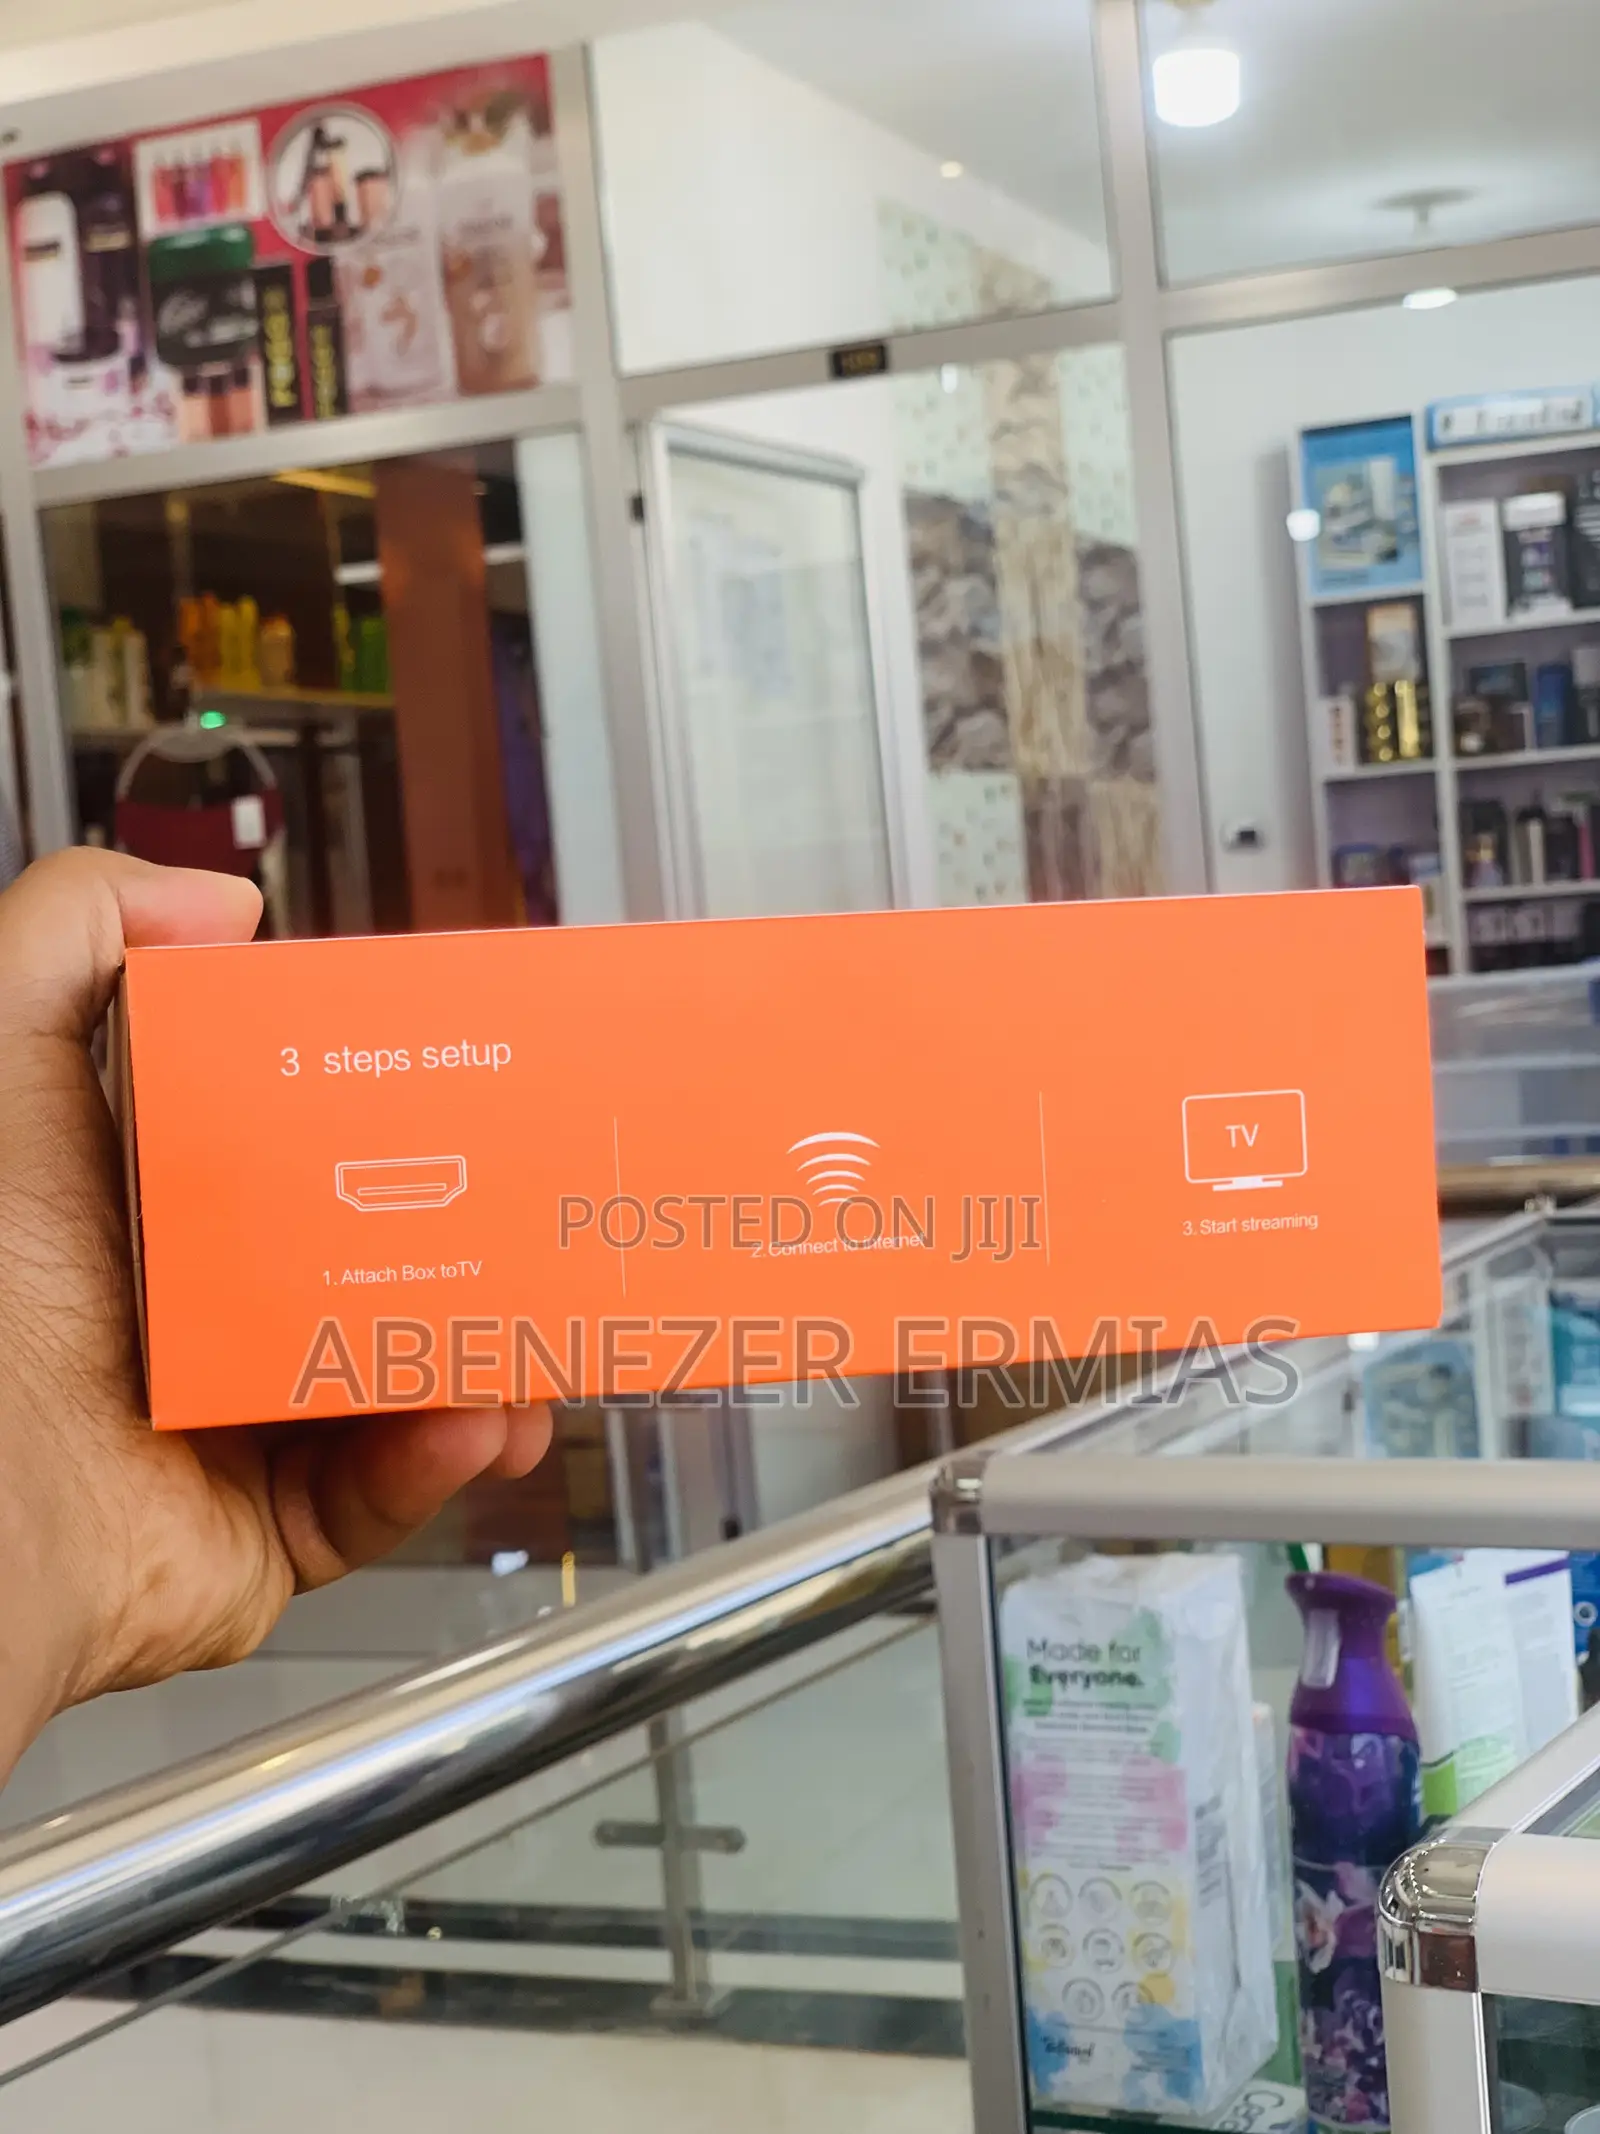 3 steps setup
TV
1. Attach Box toTV
2. Connect to internet
3. Start streaming
POSTED ON JIJI
ABENEZER ERMIAS
Made for
Everyone.